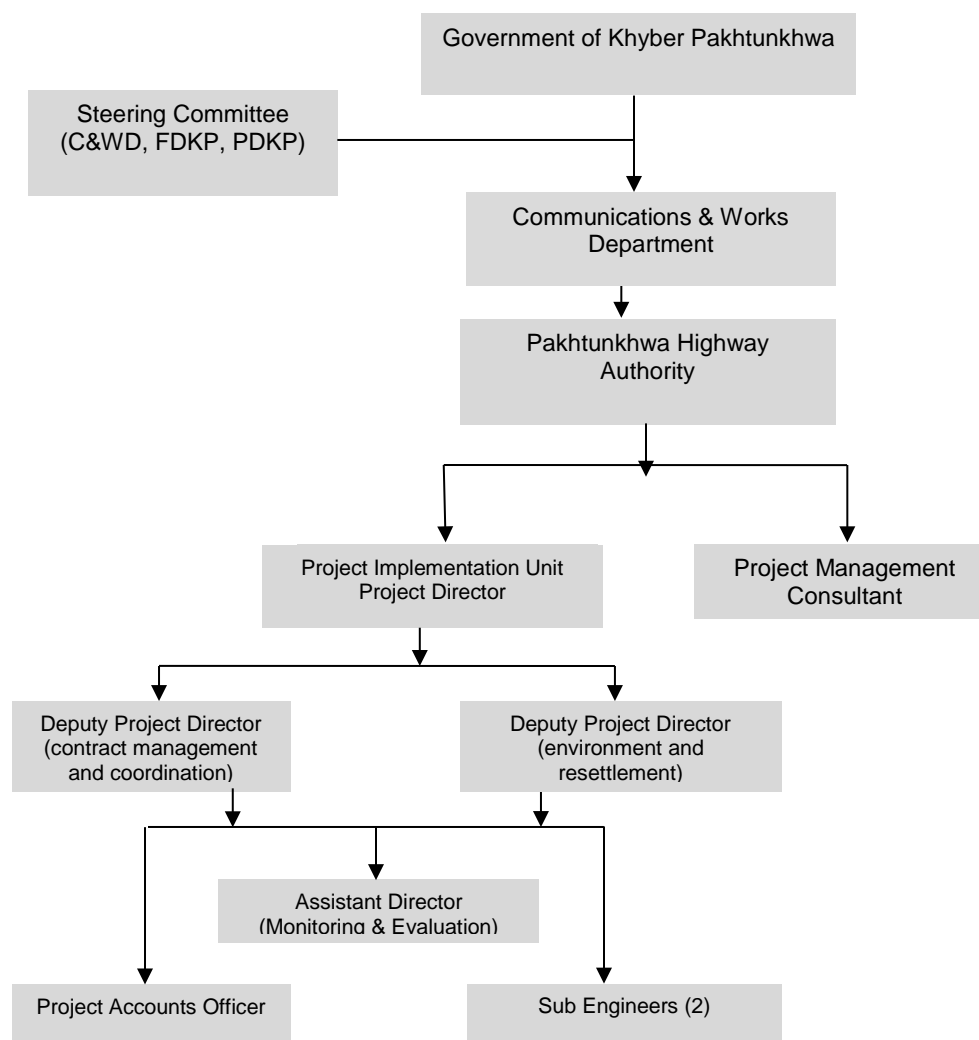 Government of Khyber Pakhtunkhwa
Steering Committee
(C&WD, FDKP, PDKP)
Communications & Works
Department
Pakhtunkhwa Highway
Authority
Project Implementation Unit
Project Director
Project Management
Consultant
Deputy Project Director
(contract management
and coordination)
Deputy Project Director
(environment and
resettlement)
Assistant Director
(Monitoring & Evaluation)
Project Accounts Officer
Sub Engineers (2)